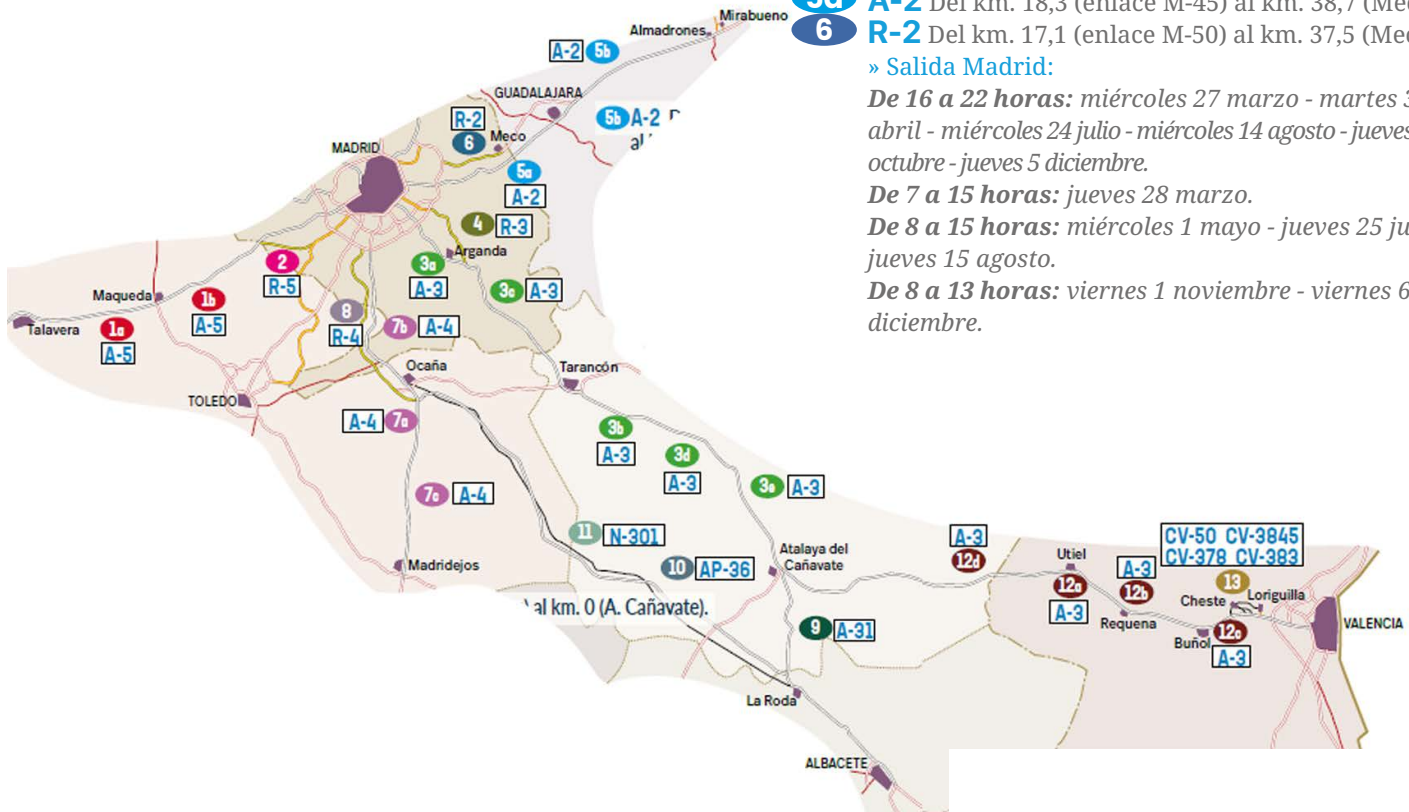 5a A-2 Del km. 18,3 (enlace M-45) al km. 38,7
6 R-2 Del km. 17,1 (enlace M-50) al km. 37,5
» Salida Madrid:
De 16 a 22 horas: miércoles 27 marzo - martes
abril - miércoles 24 julio - miércoles 14 agosto - jueves
octubre - jueves 5 diciembre.
De 7 a 15 horas: jueves 28 marzo.
De 8 a 15 horas: miércoles 1 mayo - jueves 25
jueves 15 agosto.
De 8 a 13 horas: viernes 1 noviembre - viernes 6
diciembre.
Mirabueno
Almadrones
A-2 5b
GUADALAJARA
5b A-2
al
R-2
6
Meco
MADRID
5a
A-2
4 R-3
Arganda
2
R-5
3a
A-3
3c A-3
Maqueda
1b
A-5
Talavera
1a
A-5
8
R-4
7b A-4
Ocaña
Tarancón
TOLEDO
A-4 7a
3b
A-3
3d
A-3
3e A-3
7c A-4
11 N-301
10 AP-36
Madridejos
al km. 0 (A. Cañavate).
Atalaya del
Cañavate
A-3
12d
9 A-31
La Roda
ALBACETE
Utiel
12a
A-3
A-3
12b
Requena
CV-50 CV-3845
CV-378 CV-383
13
Cheste
Loriguilla
Buñol
12c
A-3
VALENCIA